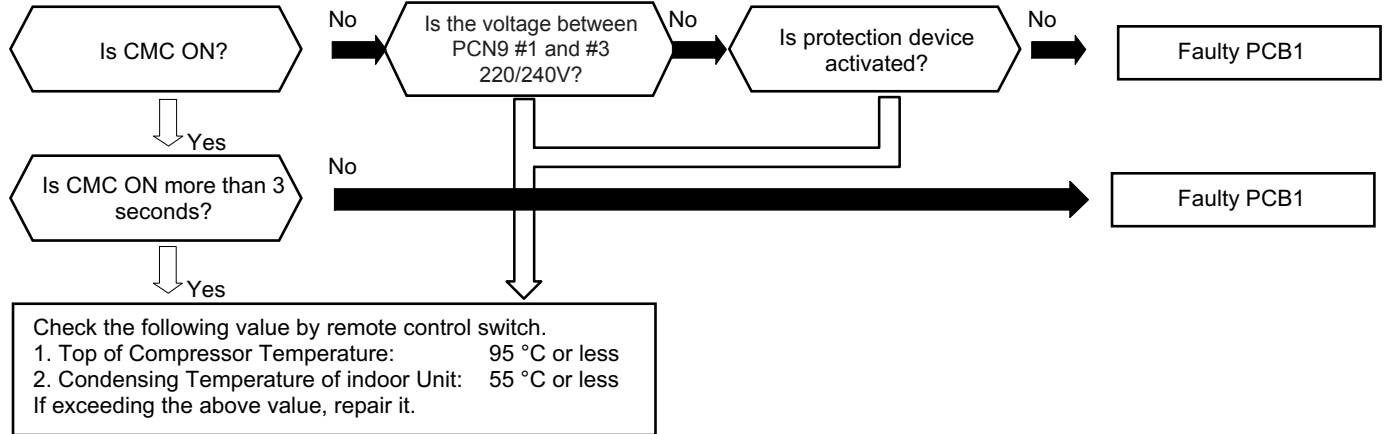 Is CMC ON?
No
Is the voltage between
PCN9 #1 and #3
220/240V?
No
Is protection device
activated?
No
Faulty PCB1
Yes
Is CMC ON more than 3
seconds?
No
Faulty PCB1
Yes
Check the following value by remote control switch.
1. Top of Compressor Temperature: 95 °C or less
2. Condensing Temperature of indoor Unit: 55 °C or less
If exceeding the above value, repair it.